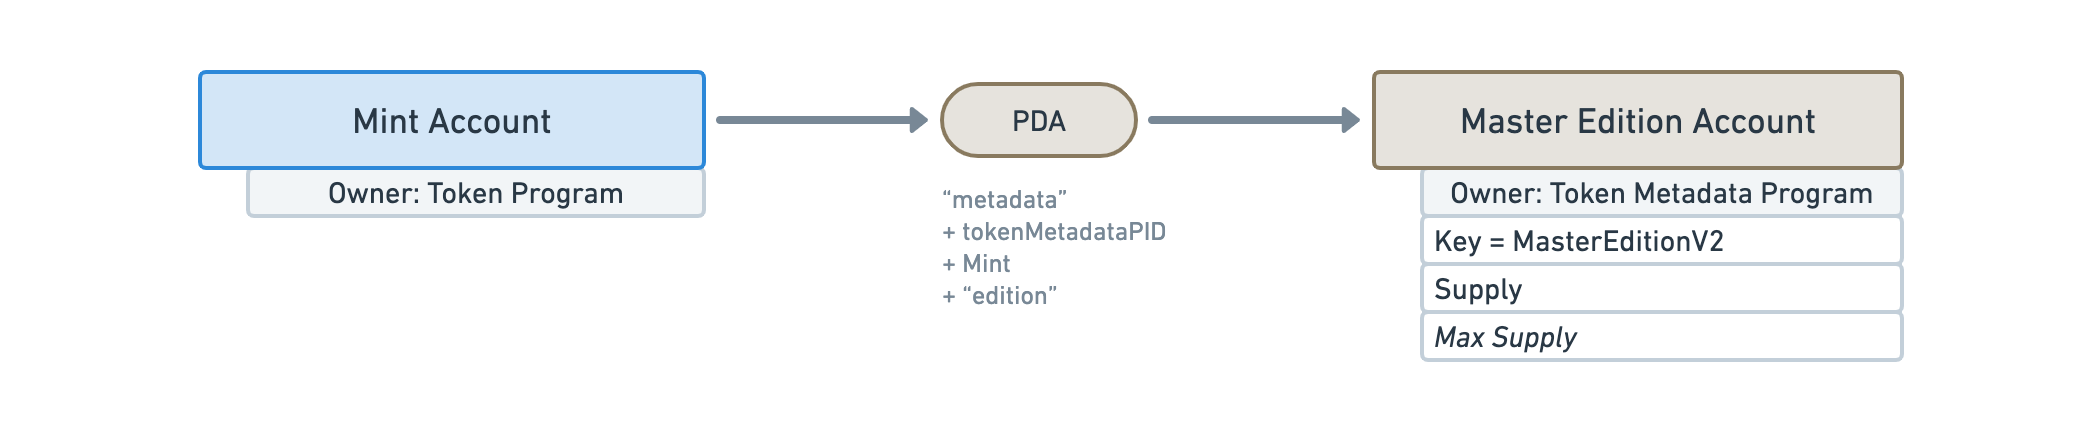 Mint Account
Owner: Token Program
PDA
“metadata”
+ tokenMetadataPID
+ Mint
+ “edition”
Master Edition Account
Owner: Token Metadata Program
Key = MasterEditionV2
Supply
Max Supply